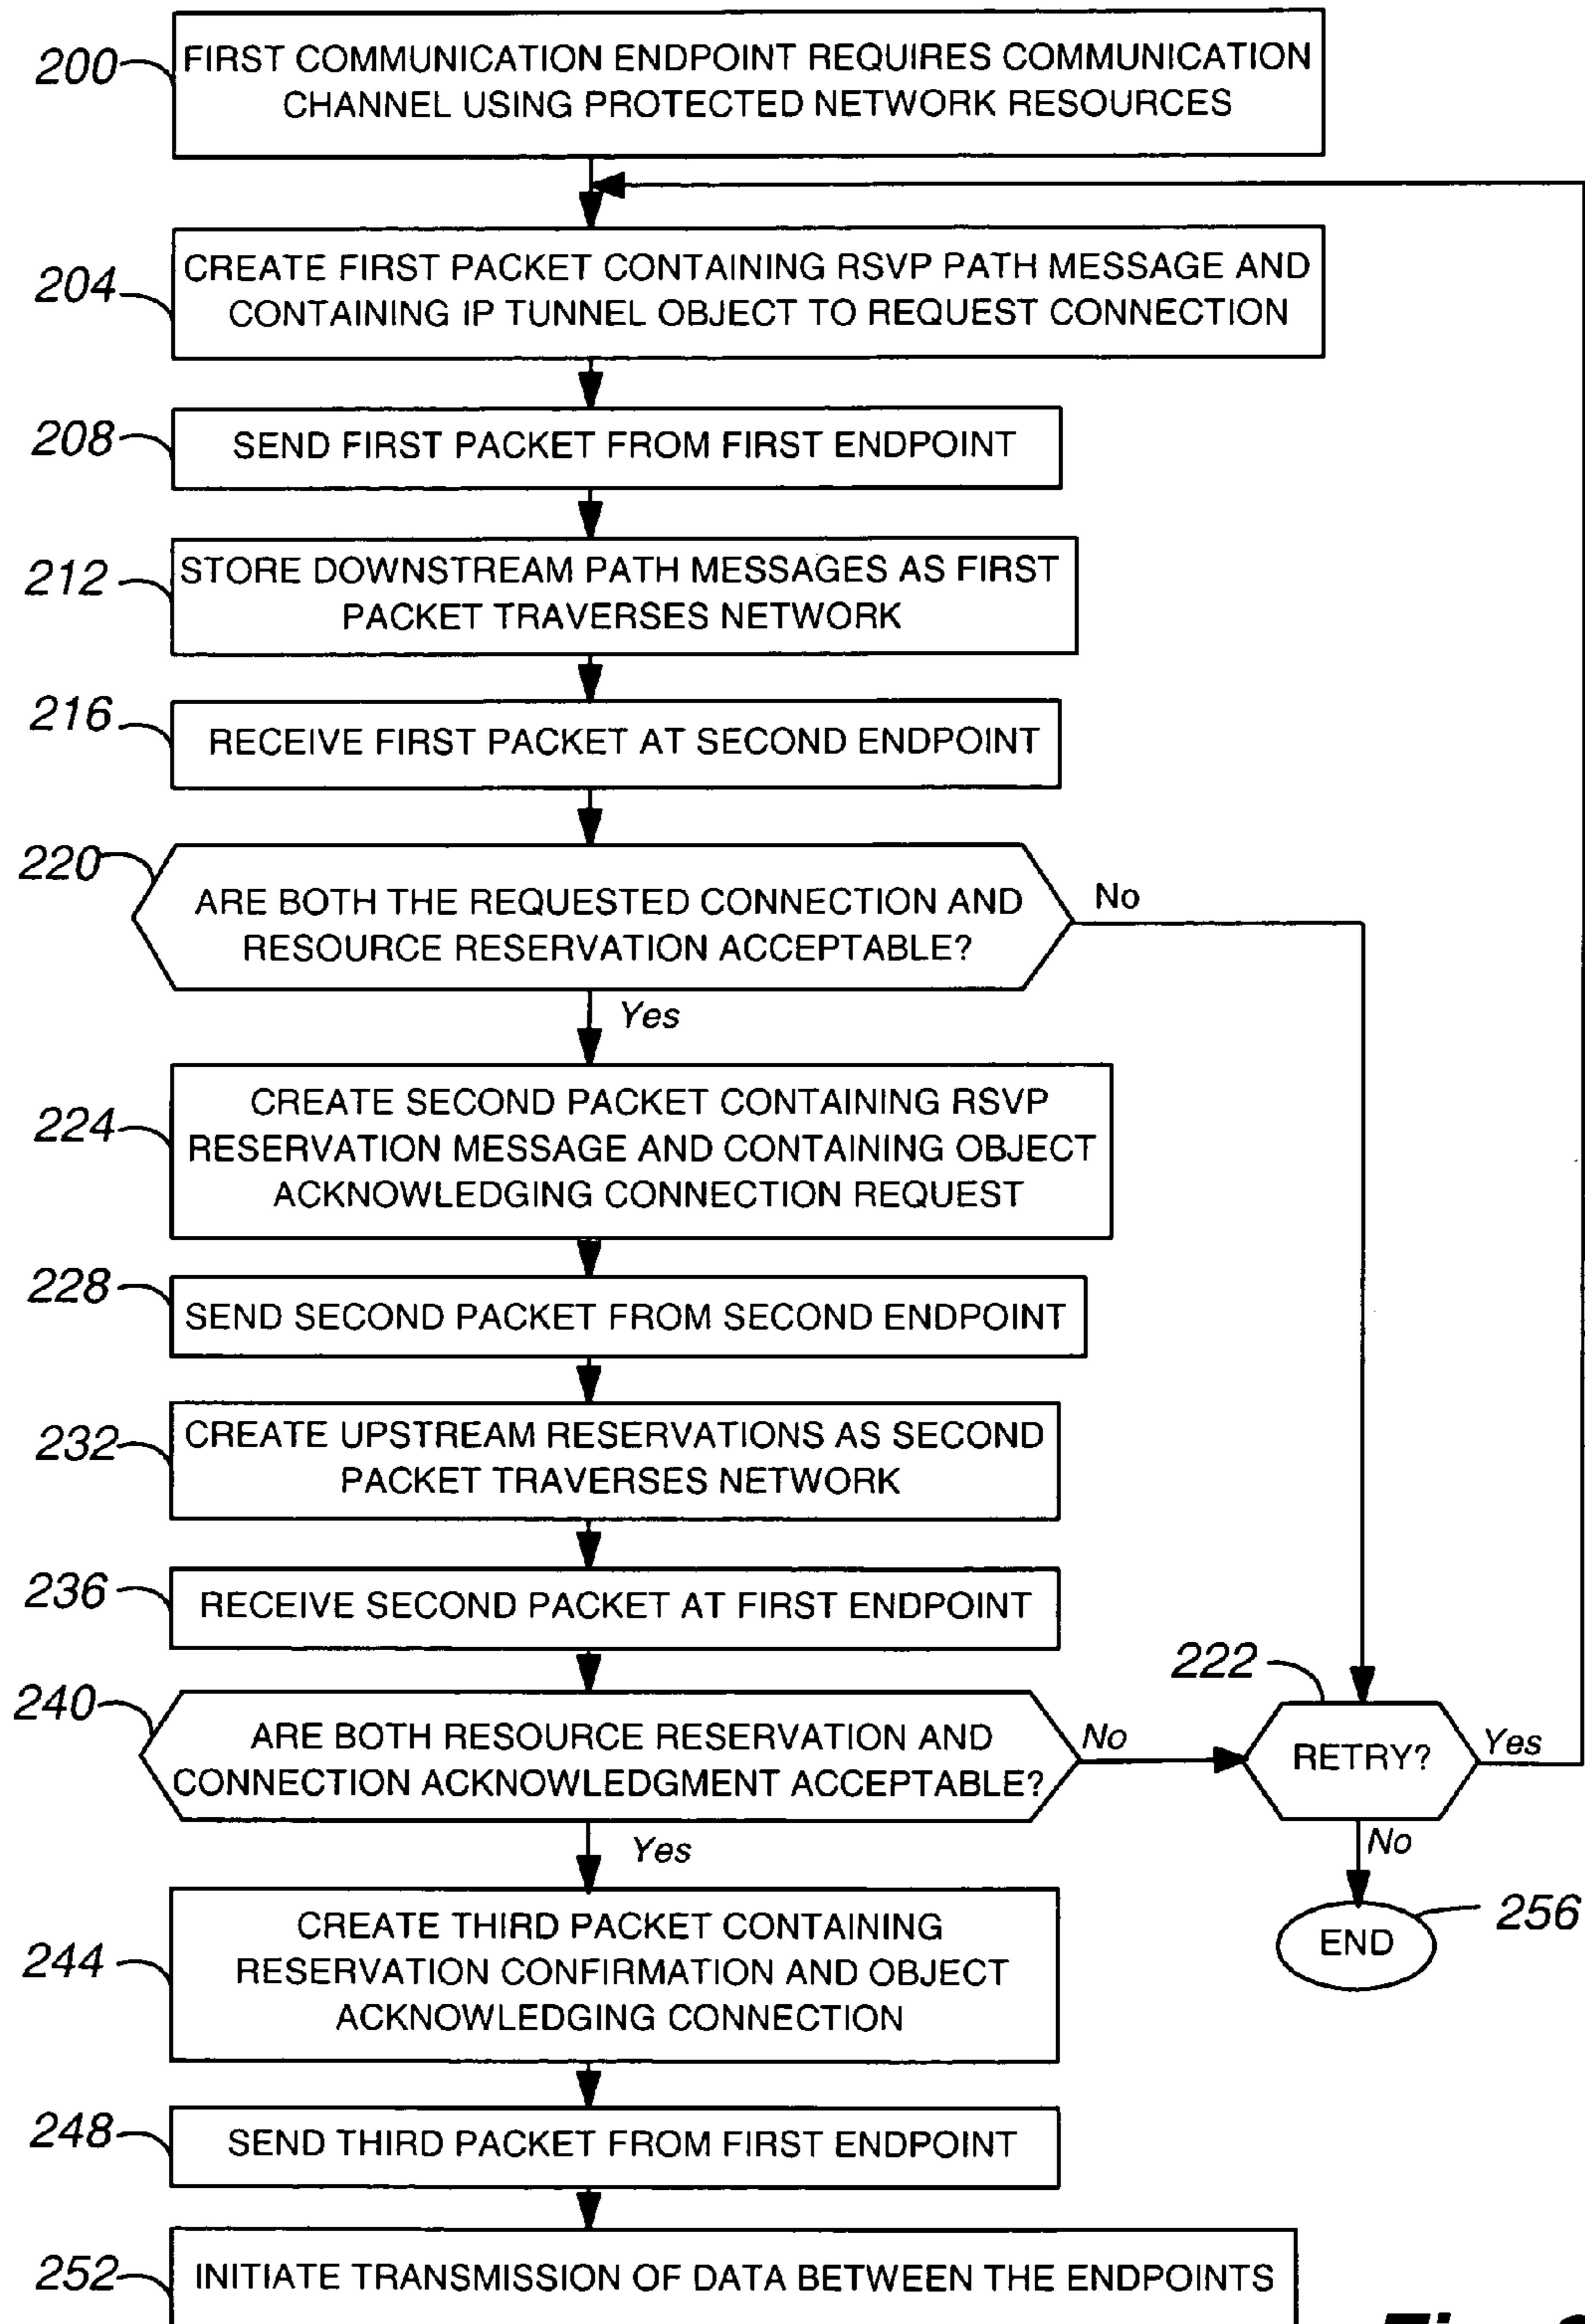 200
FIRST COMMUNICATION ENDPOINT REQUIRES COMMUNICATION
CHANNEL USING PROTECTED NETWORK RESOURCES
204
CREATE FIRST PACKET CONTAINING RSVP PATH MESSAGE AND
CONTAINING IP TUNNEL OBJECT TO REQUEST CONNECTION
208
SEND FIRST PACKET FROM FIRST ENDPOINT
212
STORE DOWNSTREAM PATH MESSAGES AS FIRST
PACKET TRAVERSES NETWORK
216
RECEIVE FIRST PACKET AT SECOND ENDPOINT
220
ARE BOTH THE REQUESTED CONNECTION AND
RESOURCE RESERVATION ACCEPTABLE?
No
Yes
224
CREATE SECOND PACKET CONTAINING RSVP
RESERVATION MESSAGE AND CONTAINING OBJECT
ACKNOWLEDGING CONNECTION REQUEST
228
SEND SECOND PACKET FROM SECOND ENDPOINT
232
CREATE UPSTREAM RESERVATIONS AS SECOND
PACKET TRAVERSES NETWORK
236
RECEIVE SECOND PACKET AT FIRST ENDPOINT
240
ARE BOTH RESOURCE RESERVATION AND
CONNECTION ACKNOWLEDGMENT ACCEPTABLE?
No
222
RETRY?
Yes
No
END
256
Yes
244
CREATE THIRD PACKET CONTAINING
RESERVATION CONFIRMATION AND OBJECT
ACKNOWLEDGING CONNECTION
248
SEND THIRD PACKET FROM FIRST ENDPOINT
252
INITIATE TRANSMISSION OF DATA BETWEEN THE ENDPOINTS